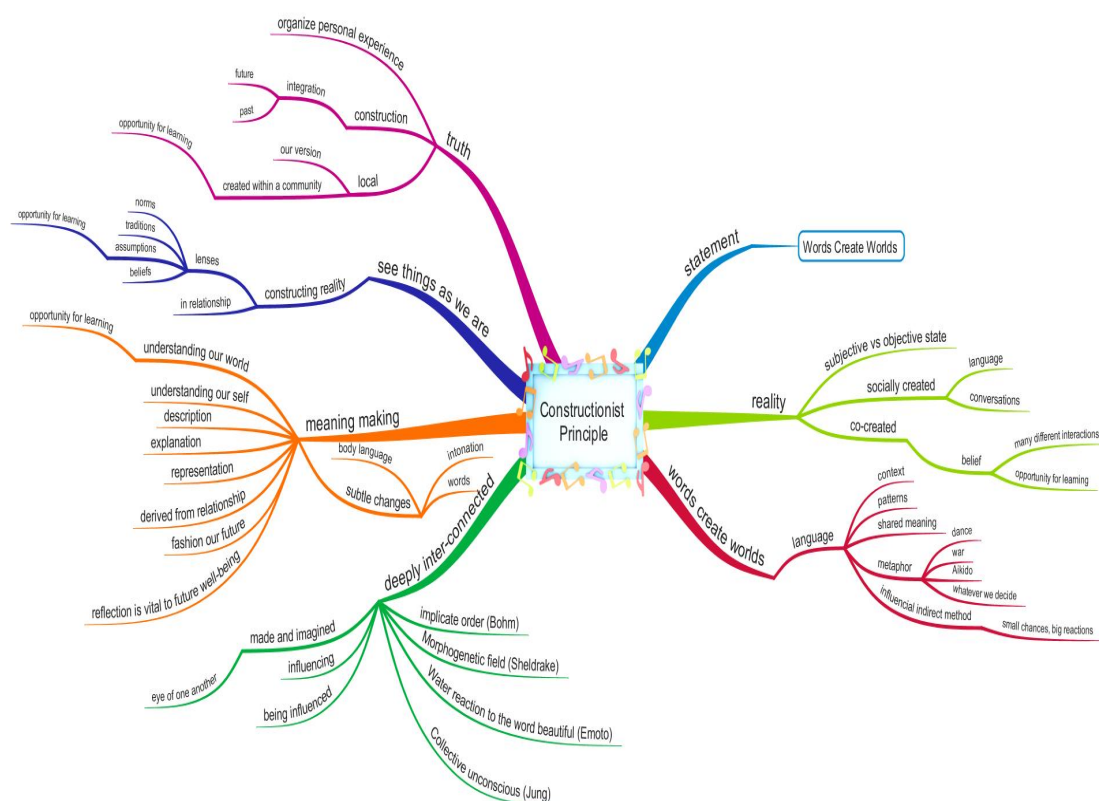 Constructionist
Principle
statement
Words Create Worlds
reality
subjective vs objective state
socially created
language
conversations
co-created
belief
many different interactions
opportunity for learning
words create worlds
language
context
patterns
shared meaning
metaphor
dance
war
Aikido
whatever we decide
influencial indirect method
small chances, big reactions
deeply inter-connected
implicate order (Bohm)
Morphogenetic field (Sheldrake)
Water reaction to the word beautiful (Emoto)
Collective unconscious (Jung)
being influenced
influencing
made and imagined
eye of one another
meaning making
understanding our world
opportunity for learning
understanding our self
description
explanation
representation
derived from relationship
fashion our future
reflection is vital to future well-being
subtle changes
body language
intonation
words
see things as we are
constructing reality
lenses
norms
traditions
assumptions
opportunity for learning
beliefs
in relationship
truth
organize personal experience
construction
integration
future
past
local
our version
created within a community
opportunity for learning